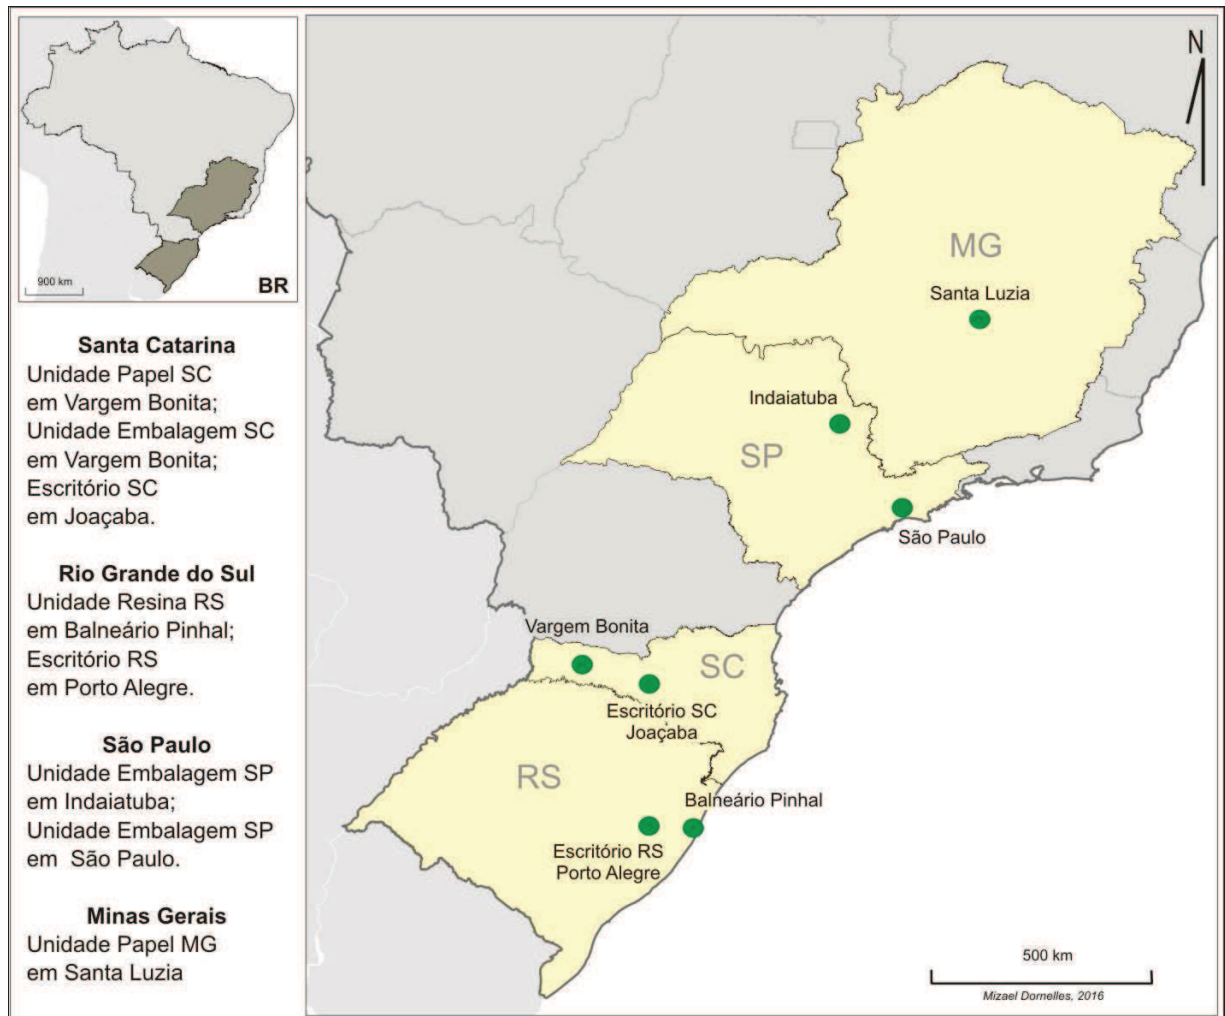 900 km
BR
Santa Catarina
Unidade Papel SC
em Vargem Bonita;
Unidade Embalagem SC
em Vargem Bonita;
Escritório SC
em Joaçaba.
Rio Grande do Sul
Unidade Resina RS
em Balneário Pinhal;
Escritório RS
em Porto Alegre.
São Paulo
Unidade Embalagem SP
em Indaiatuba;
Unidade Embalagem SP
em São Paulo.
Minas Gerais
Unidade Papel MG
em Santa Luzia
N
MG
Santa Luzia
Indaiatuba
SP
São Paulo
Vargem Bonita
SC
Escritório SC
Joaçaba
RS
Balneário Pinhal
Escritório RS
Porto Alegre
500 km
Mizael Dornelles, 2016